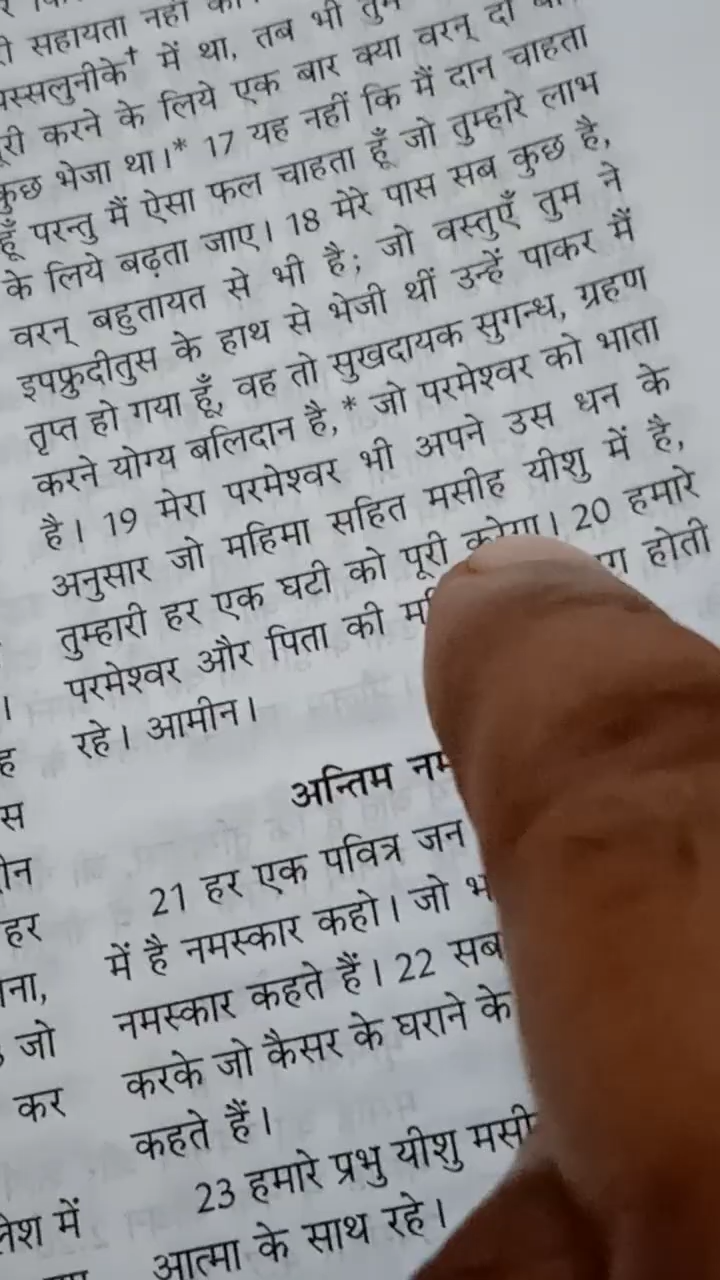 सहायता नहीं
में था, तब भी तुम
करने के लिये एक बार क्या वरन् दो
कुछ भेजा था।* 17 यह नहीं कि मैं दान चाहता
हूँ परन्तु मैं ऐसा फल चाहता हूँ जो तुम्हारे लाभ
के लिये बढ़ता जाए। 18 मेरे पास सब कुछ है,
वरन् बहुतायत से भी है; जो वस्तुएँ तुम ने
इपफ्रुदीतुस के हाथ से भेजी थीं उन्हें पाकर मैं
तृप्त हो गया हूँ, वह तो सुखदायक सुगन्ध, ग्रहण
करने योग्य बलिदान है,* जो परमेश्वर को भाता
है। 19 मेरा परमेश्वर भी अपने उस धन के
अनुसार जो महिमा सहित मसीह यीशु में है,
तुम्हारी हर एक घटी को पूरी करेगा। 20 हमारे
परमेश्वर और पिता की होती
रहे। आमीन।
अन्तिम
21 हर एक पवित्र जन
में है नमस्कार कहो। जो
नमस्कार कहते हैं। 22 सब
जो
करके जो कैसर के घराने के
कर
कहते हैं।
23 हमारे प्रभु यीशु
में
आत्मा के साथ रहे।